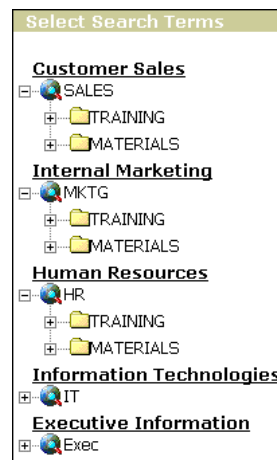 Select Search Terms
Customer Sales
SALES
TRAINING
MATERIALS
Internal Marketing
MKTG
TRAINING
MATERIALS
Human Resources
HR
TRAINING
MATERIALS
Information Technologies
IT
Executive Information
Exec